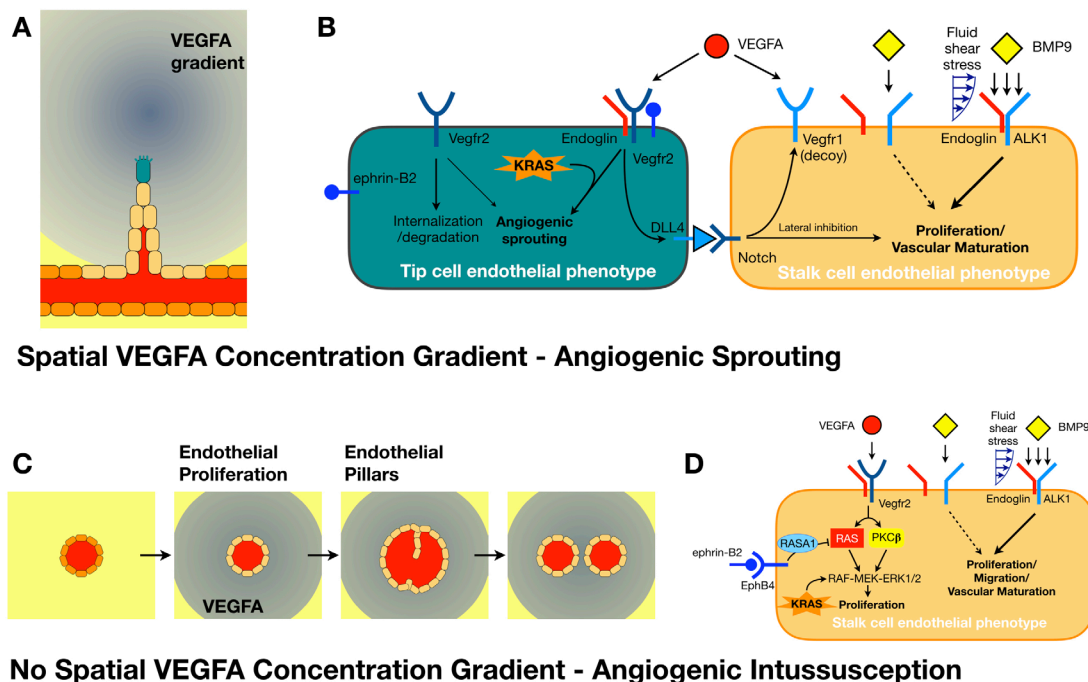 A
VEGFA
gradient
B
VEGFA
Fluid
shear
stress
BMP9
Vegfr2
Endoglin
Vegfr2
Vegfr1
(decoy)
Endoglin
ALK1
ephrin-B2
KRAS
Internalization
/degradation
Angiogenic
sprouting
DLL4
Notch
Lateral inhibition
Proliferation/
Vascular Maturation
Tip cell endothelial phenotype
Stalk cell endothelial phenotype
Spatial VEGFA Concentration Gradient - Angiogenic Sprouting
C
Endothelial
Proliferation
Endothelial
Pillars
VEGFA
D
VEGFA
Fluid
shear
stress
BMP9
Vegfr2
Endoglin
ALK1
ephrin-B2
EphB4
RASA1
RAS
PKCβ
RAF-MEK-ERK1/2
KRAS
Proliferation
Proliferation/
Migration/
Vascular Maturation
Stalk cell endothelial phenotype
No Spatial VEGFA Concentration Gradient - Angiogenic Intussusception